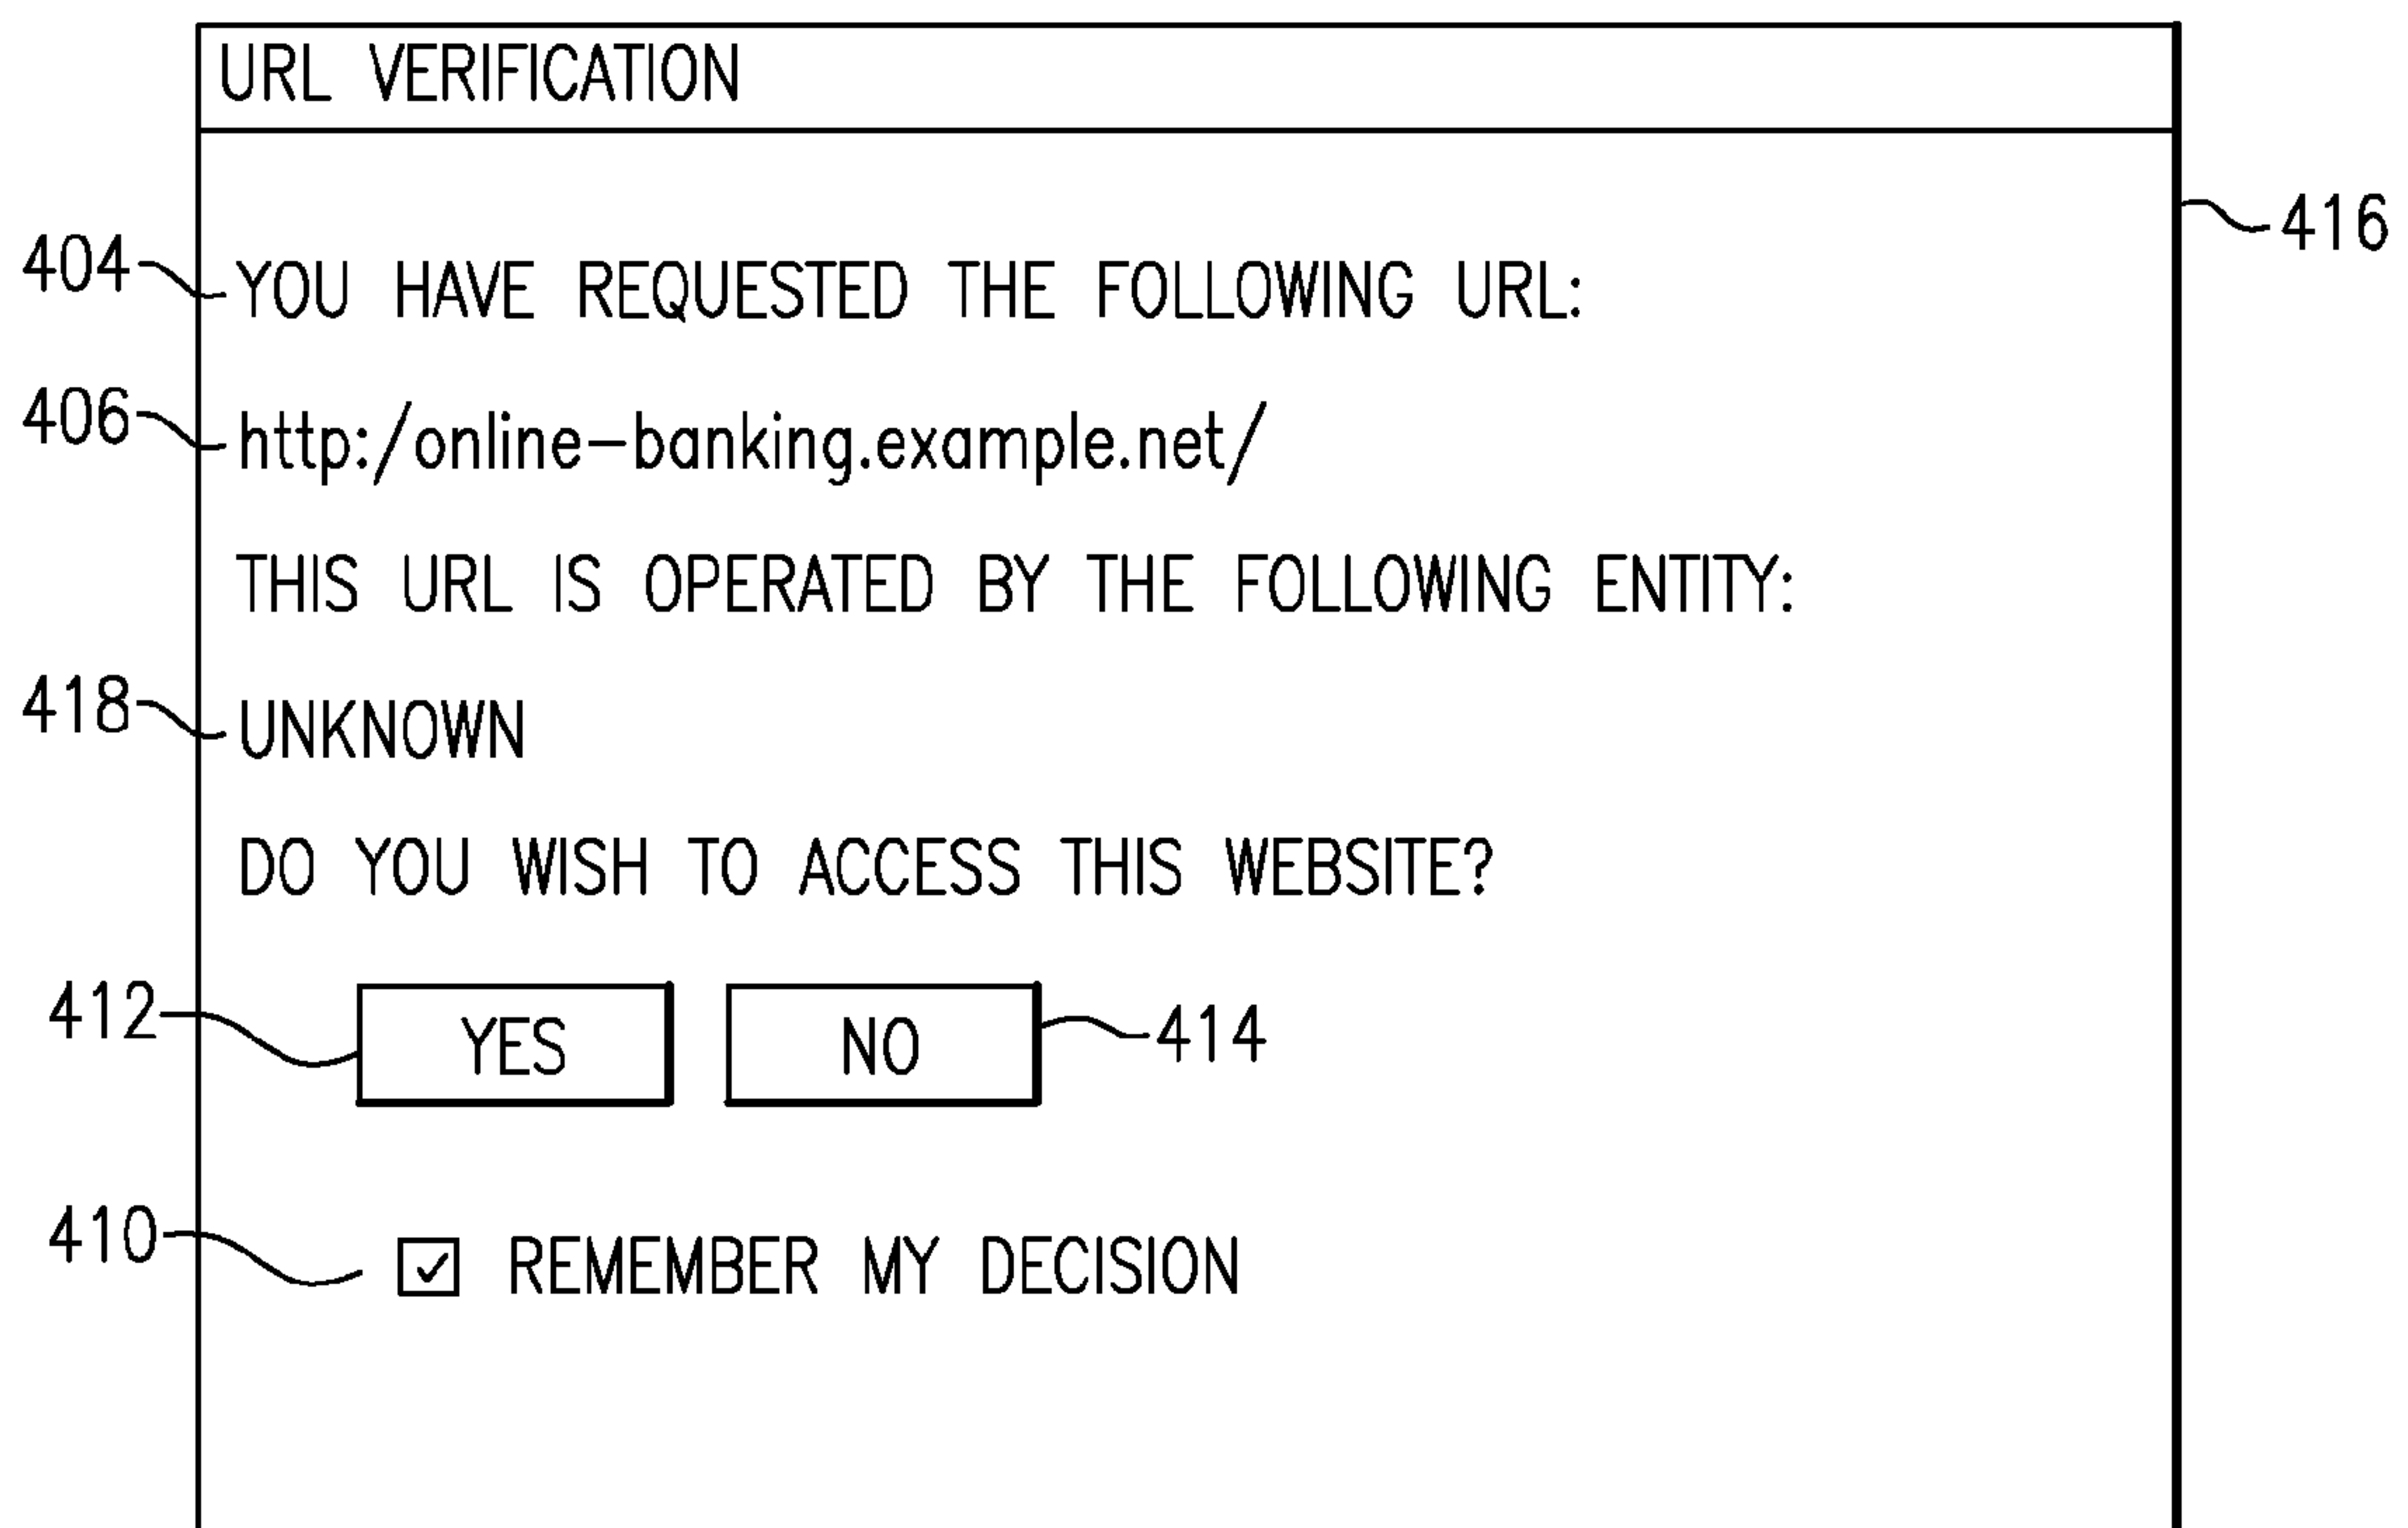 URL VERIFICATION
416
404 YOU HAVE REQUESTED THE FOLLOWING URL:
406 http:/online-banking.example.net/
THIS URL IS OPERATED BY THE FOLLOWING ENTITY:
418 UNKNOWN
DO YOU WISH TO ACCESS THIS WEBSITE?
412 YES NO 414
410 REMEMBER MY DECISION